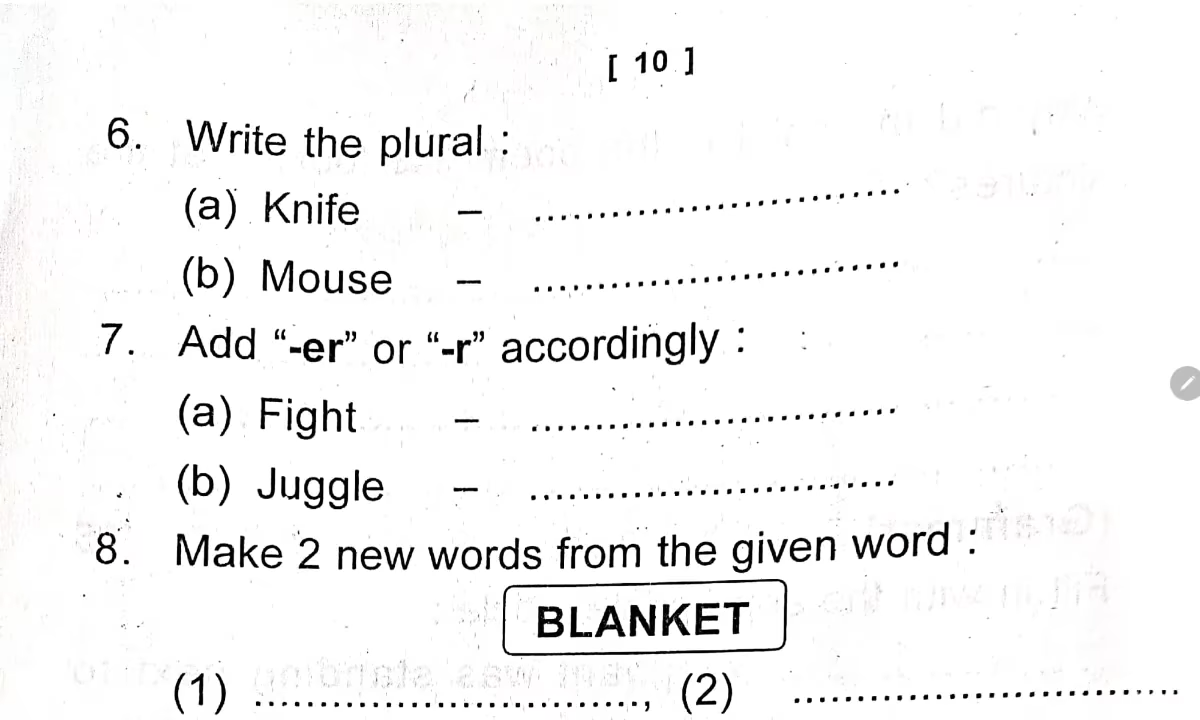 [ 10 ]
6. Write the plural :
(a) Knife – ..............................
(b) Mouse – ..............................
7. Add “-er” or “-r” accordingly :
(a) Fight – ..............................
(b) Juggle – ..............................
8. Make 2 new words from the given word :
BLANKET
(1) .............................., (2) ..............................